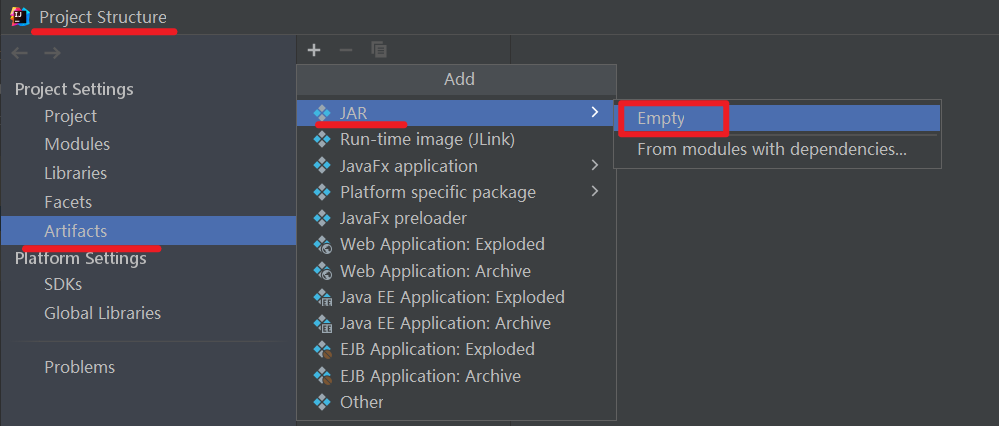 Project Structure
Project Settings
Project
Modules
Libraries
Facets
Artifacts
Platform Settings
SDKs
Global Libraries
Problems
Add
JAR
Run-time image (JLink)
JavaFx application
Platform specific package
JavaFx preloader
Web Application: Exploded
Web Application: Archive
Java EE Application: Exploded
Java EE Application: Archive
EJB Application: Exploded
EJB Application: Archive
Other
Empty
From modules with dependencies...